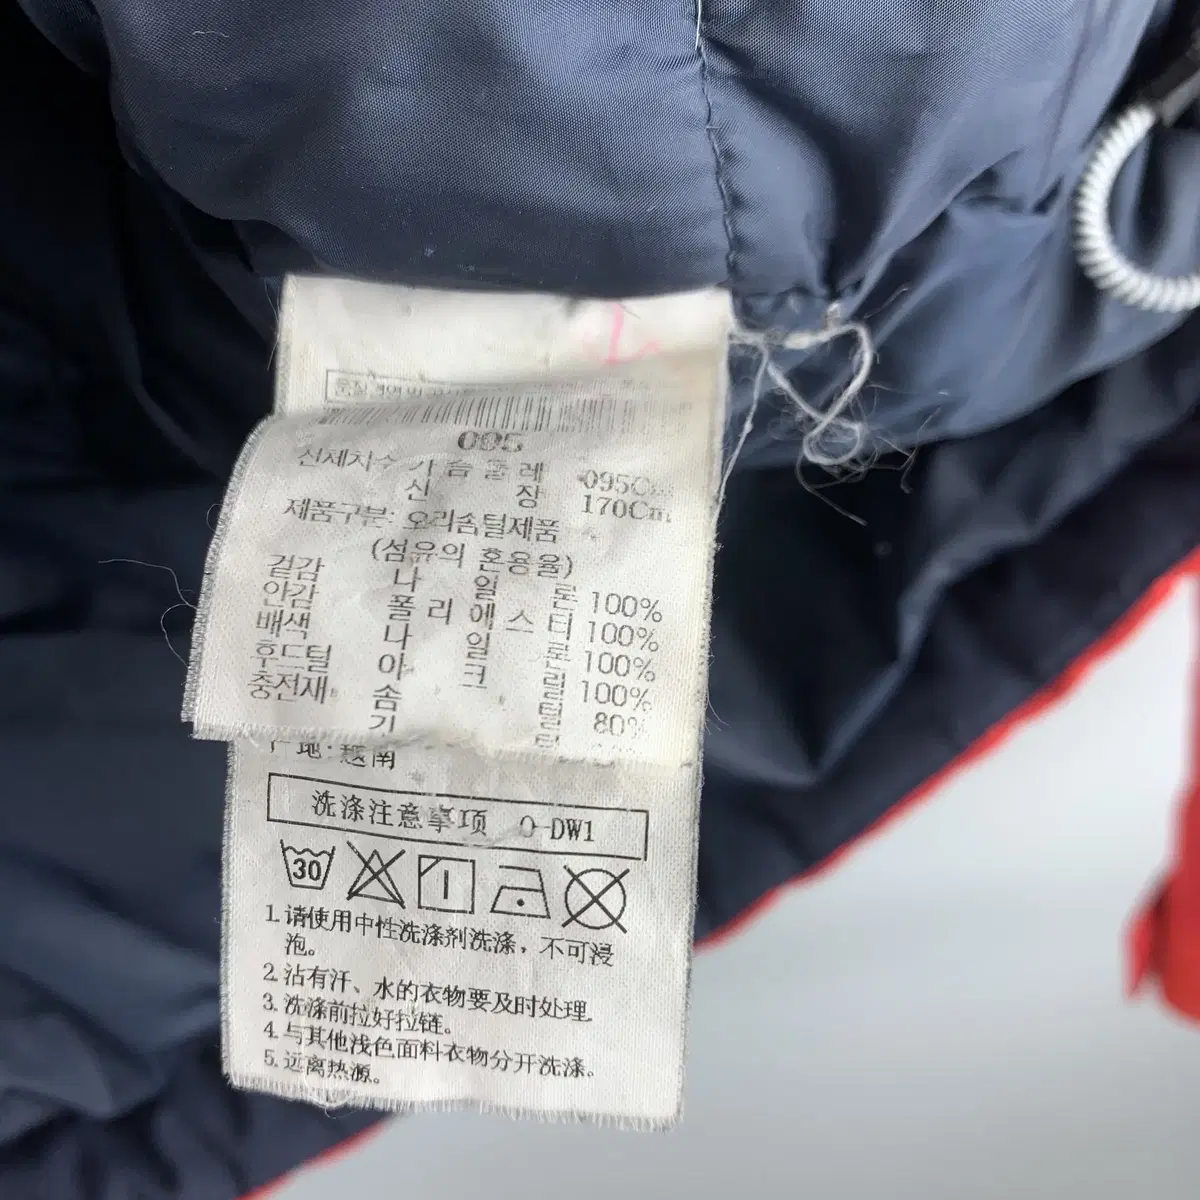 095
신체치수 가슴둘레 095Cm
신장 170Cm
제품구분: 오리솜털제품
(섬유의 혼용율)
겉감 나일론 100%
안감 폴리에스터 100%
배색 나일론 100%
후드털 아크릴 100%
충전재 솜털 80%
기털
产地:越南
洗涤注意事项 O-DW1
30
1.请使用中性洗涤剂洗涤，不可浸
泡。
2.沾有汗、水的衣物要及时处理.
3.洗涤前拉好拉链。
4.与其他浅色面料衣物分开洗涤。
5.远离热源。